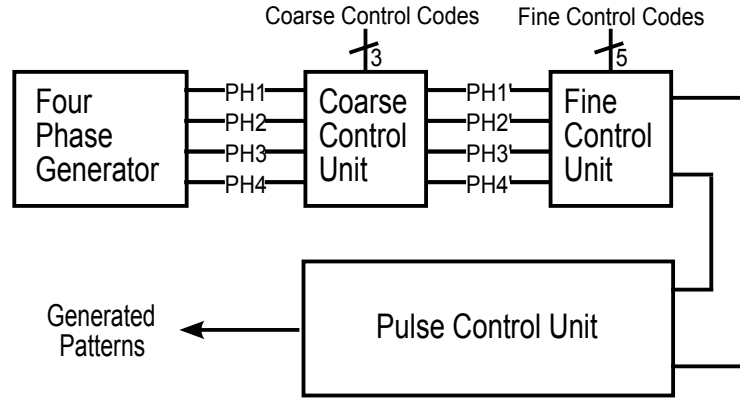 Coarse Control Codes
Fine Control Codes
3
5
Four
Phase
Generator
PH1
PH2
PH3
PH4
Coarse
Control
Unit
PH1'
PH2'
PH3'
PH4'
Fine
Control
Unit
Generated
Patterns
Pulse Control Unit